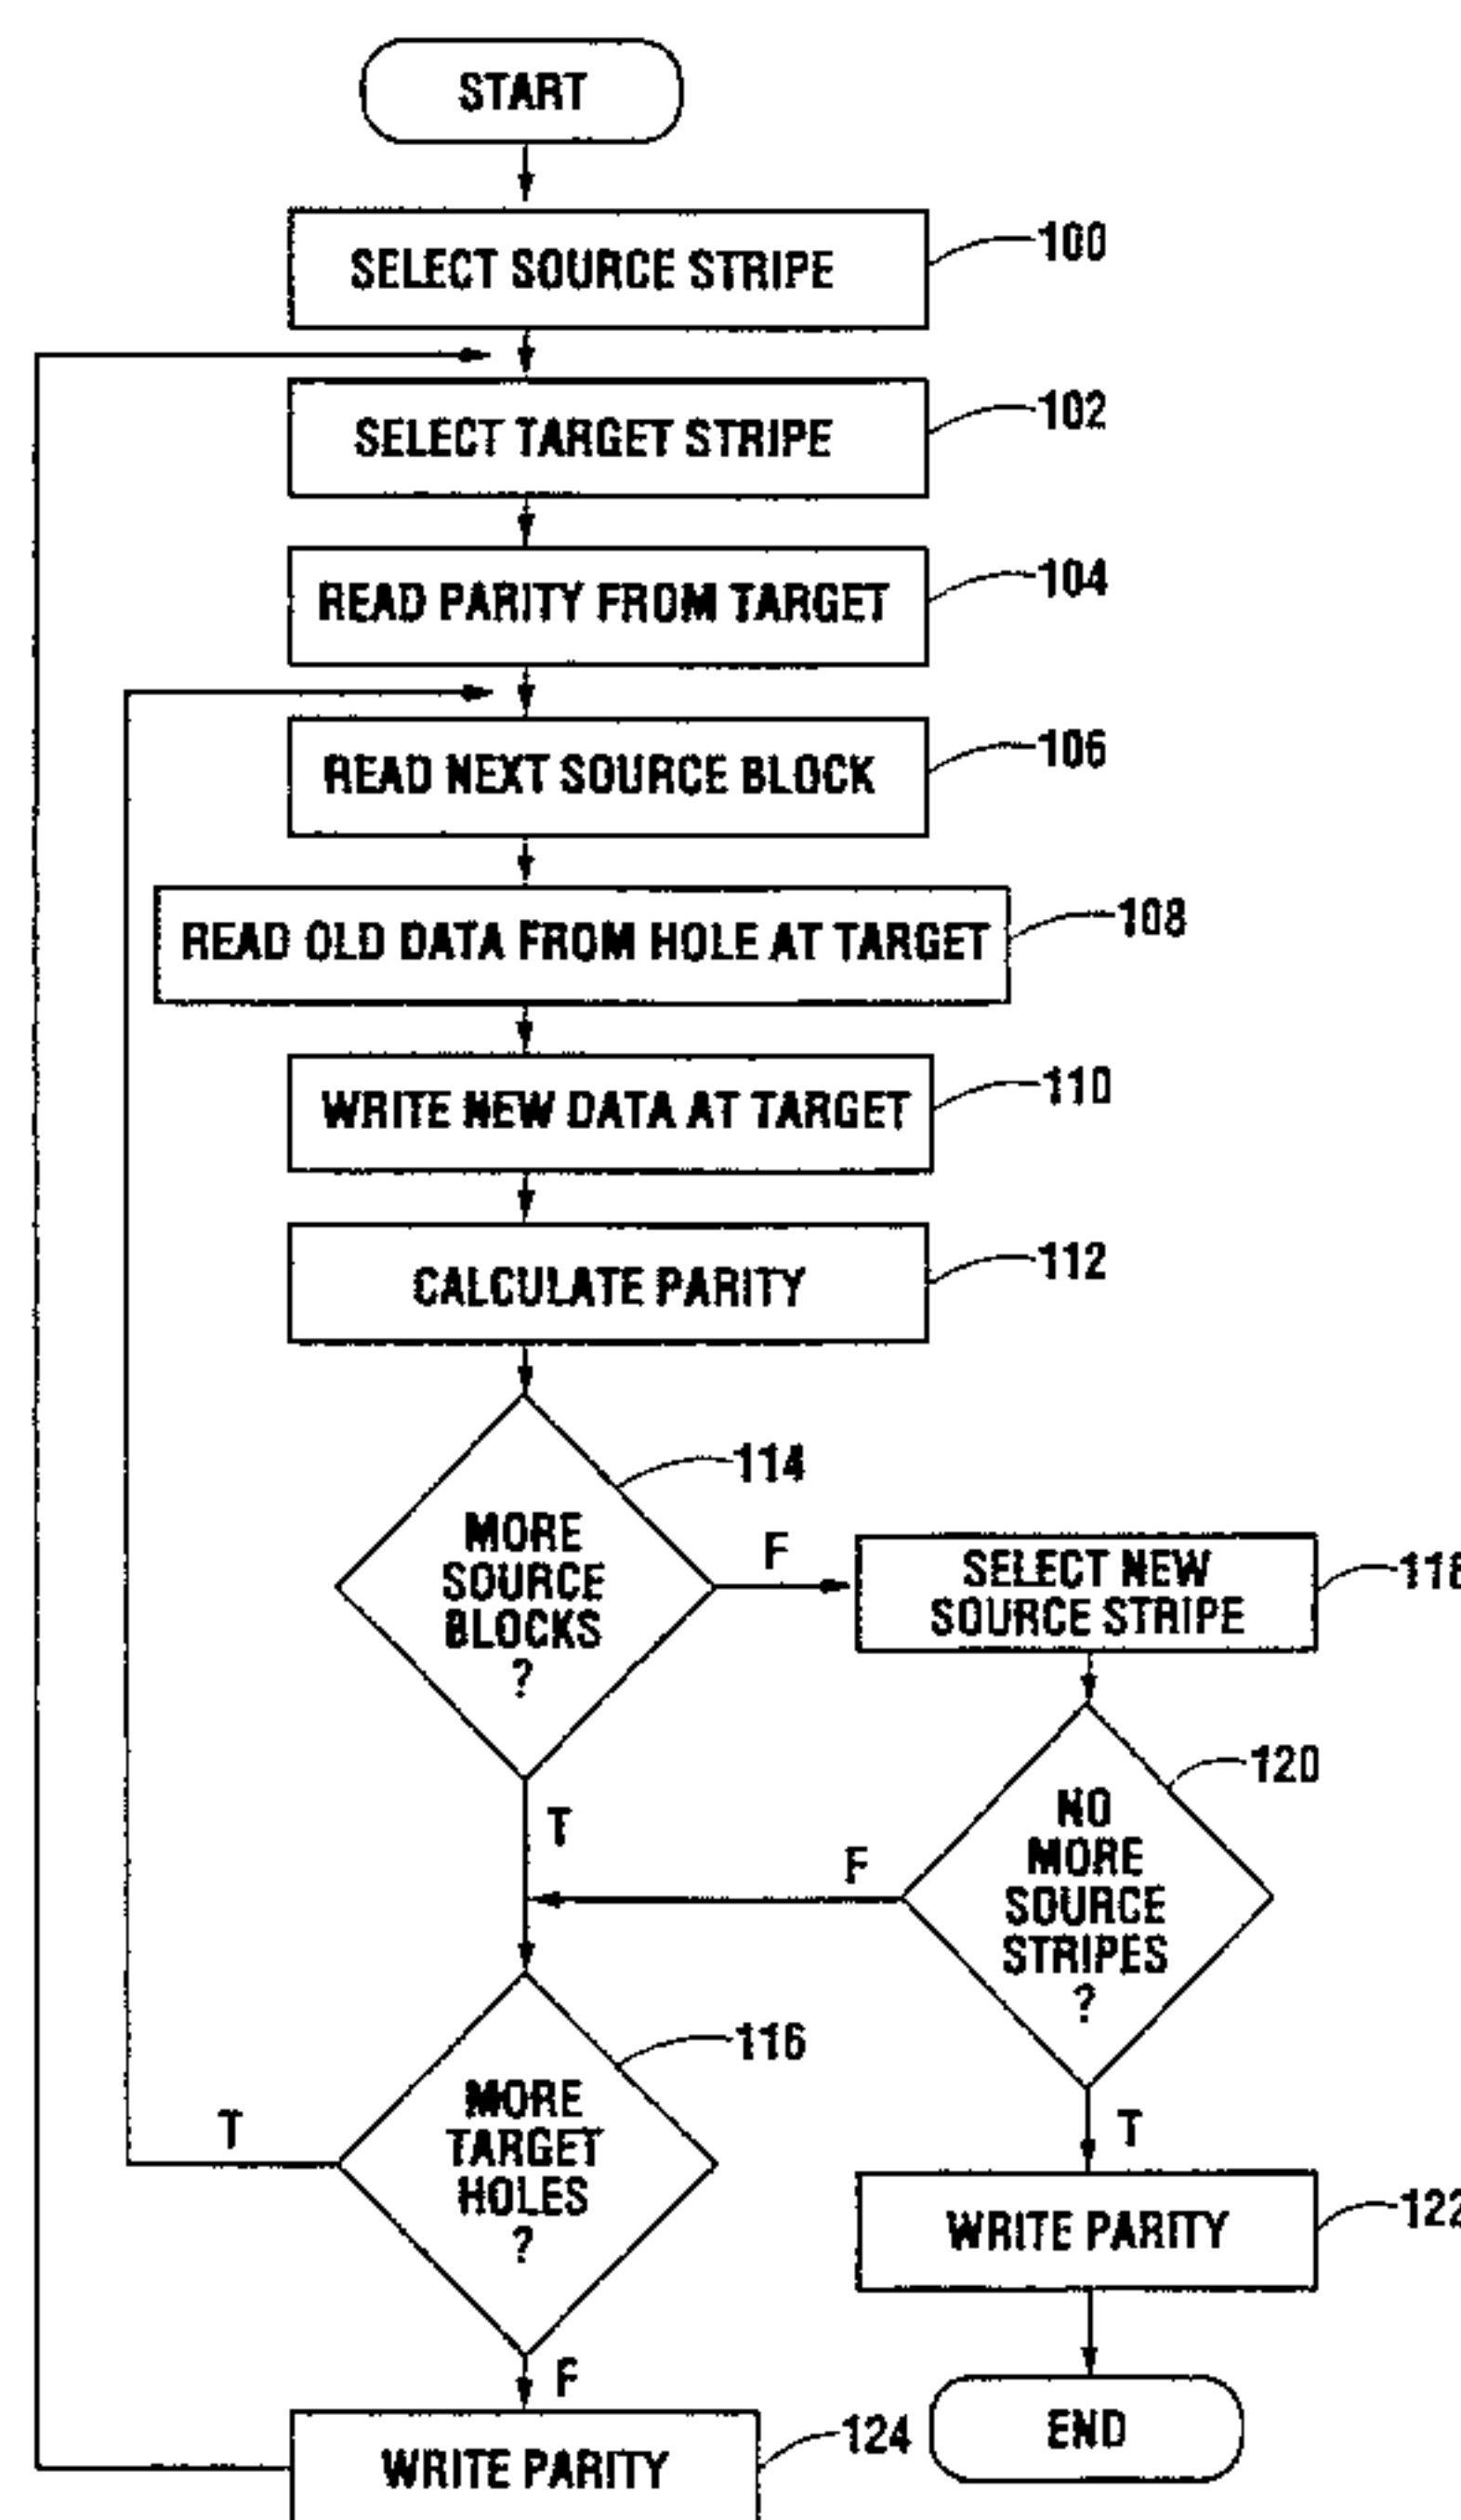 START
SELECT SOURCE STRIPE
100
SELECT TARGET STRIPE
102
READ PARITY FROM TARGET
104
READ NEXT SOURCE BLOCK
106
READ OLD DATA FROM HOLE AT TARGET
108
WRITE NEW DATA AT TARGET
110
CALCULATE PARITY
112
114
MORE
SOURCE
BLOCKS
?
F
SELECT NEW
SOURCE STRIPE
T
120
NO
MORE
SOURCE
STRIPES
?
F
116
MORE
TARGET
HOLES
?
T
T
WRITE PARITY
122
F
WRITE PARITY
124
END